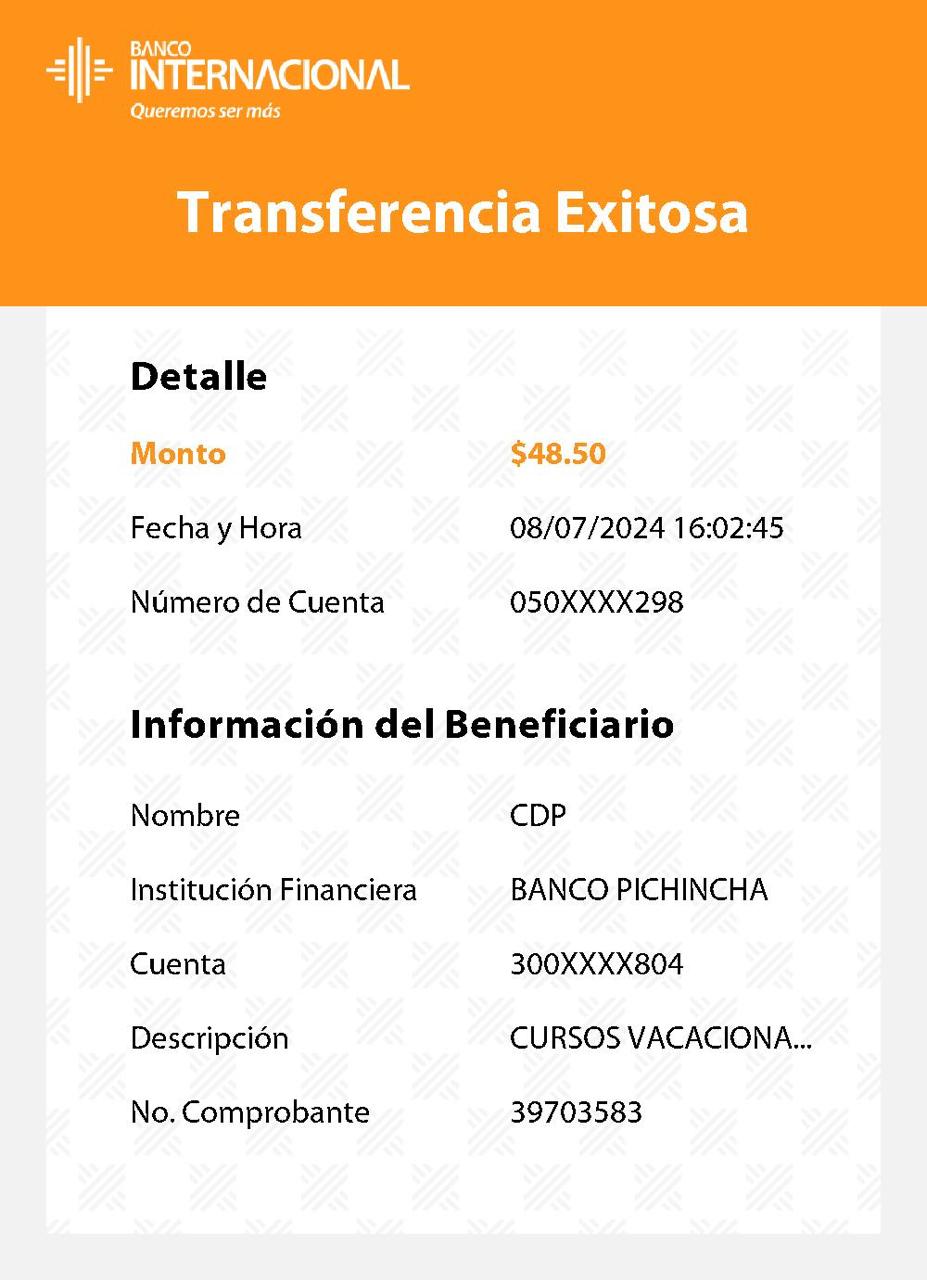 BANCO
INTERNACIONAL
Queremos ser más
Transferencia Exitosa
Detalle
Monto $48.50
Fecha y Hora 08/07/2024 16:02:45
Número de Cuenta 050XXXX298
Información del Beneficiario
Nombre CDP
Institución Financiera BANCO PICHINCHA
Cuenta 300XXXX804
Descripción CURSOS VACACIONA...
No. Comprobante 39703583